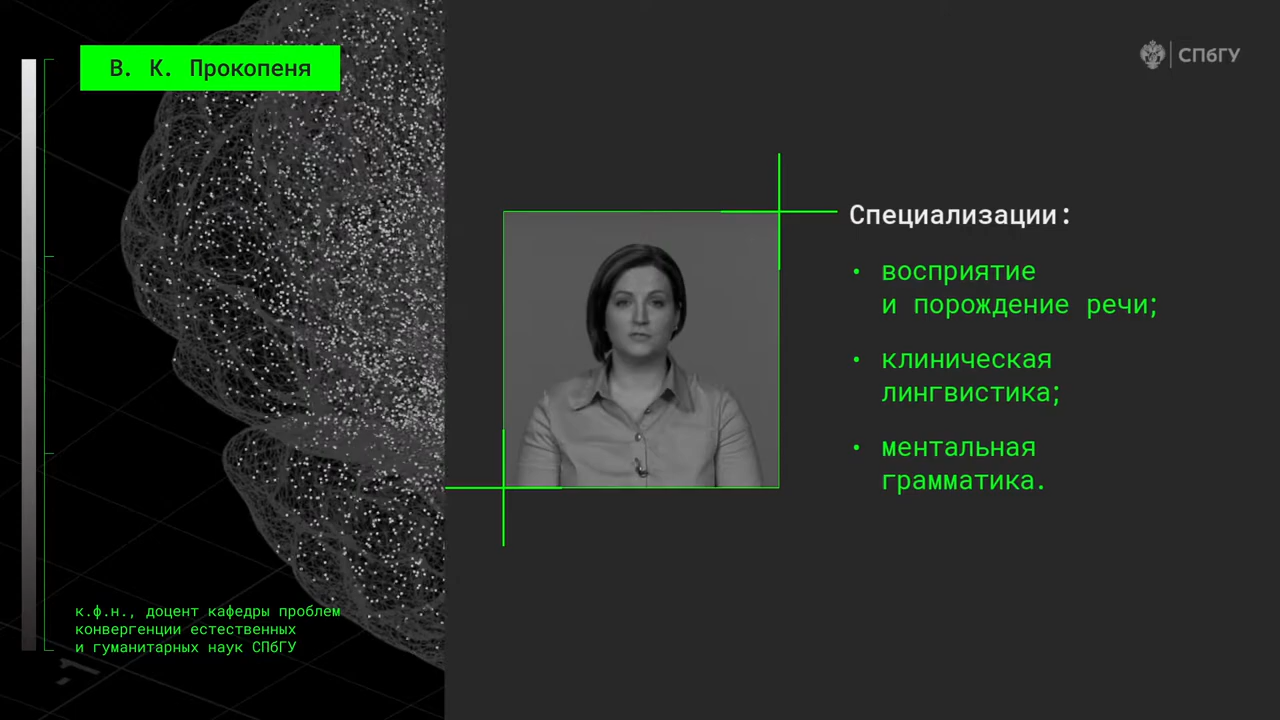 В. К. Прокопеня
СПбГУ
Специализации:
• восприятие
и порождение речи;
• клиническая
лингвистика;
• ментальная
грамматика.
к.ф.н., доцент кафедры проблем
конвергенции естественных
и гуманитарных наук СПбГУ